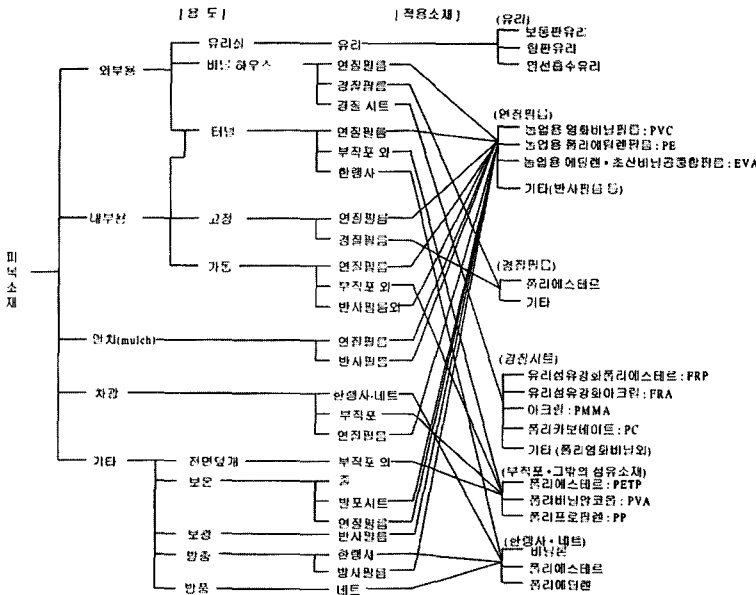 [용 도]
[적용소재]
(유리)
보통판유리
형판유리
열선흡수유리
유리실
유리
외부용
비닐 하우스
연질필름
경질필름
경질 시트
(연질필름)
농업용 염화비닐필름:PVC
농업용 폴리에틸렌필름:PE
농업용 에틸렌·초산비닐공중합필름:EVA
기타(반사필름 등)
터널
연질필름
부직포 외
한랭사
내부용
고정
연질필름
경질필름
(경질필름)
폴리에스테르
기타
가동
연질필름
부직포 외
반사필름외
피복소재
멀치(mulch)
연질필름
반사필름
(경질시트)
유리섬유강화폴리에스테르:FRP
유리섬유강화아크릴:FRA
아크릴:PMMA
폴리카보네이트:PC
기타 (폴리염화비닐외)
차광
한랭사·네트
부직포
연질필름
기타
전면덮개
부직포 외
(부직포·그밖의 섬유소재)
폴리에스테르:PETP
폴리비닐알코올:PVA
폴리프로필렌:PP
보온
반포시트
연질필름
보광
반사필름
방충
한랭사
방사필름
(한랭사·네트)
비닐론
폴리에스테르
폴리에틸렌
방풍
네트